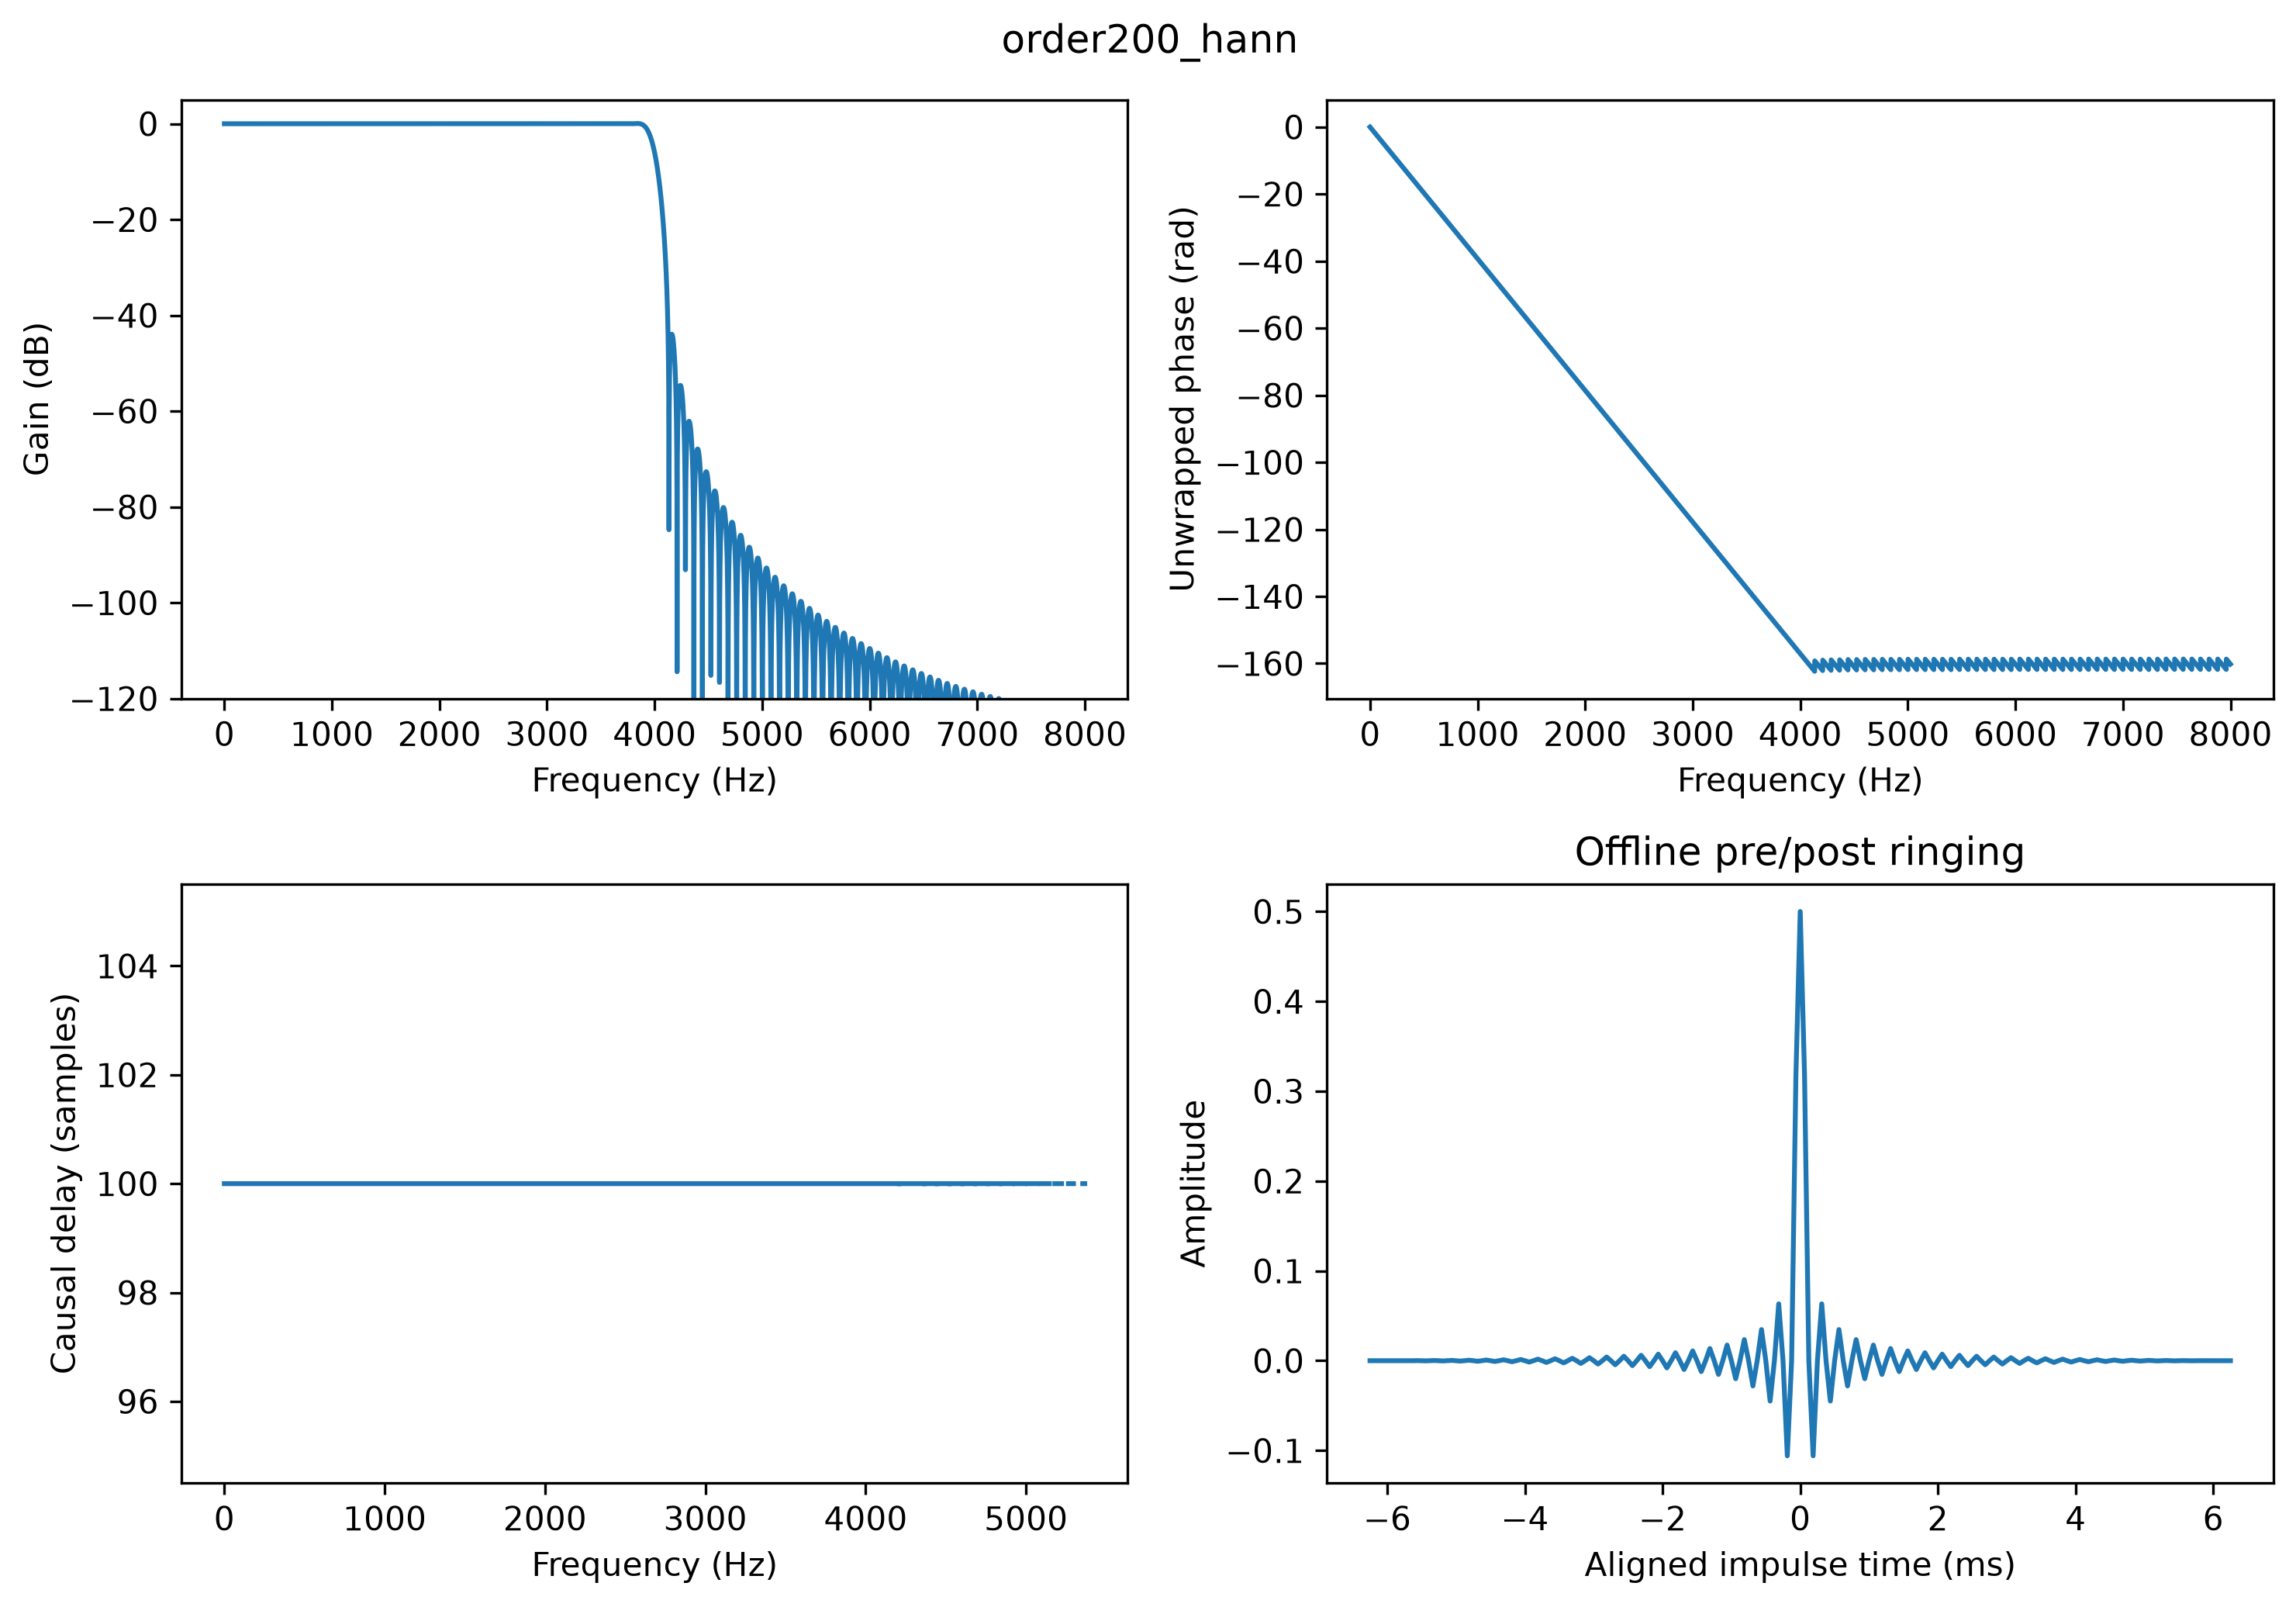 order200_hann
0
−20
−40
−60
−80
−100
−120
Gain (dB)
0 1000 2000 3000 4000 5000 6000 7000 8000
Frequency (Hz)
0
−20
−40
−60
−80
−100
−120
−140
−160
Unwrapped phase (rad)
0 1000 2000 3000 4000 5000 6000 7000 8000
Frequency (Hz)
104
102
100
98
96
Causal delay (samples)
0 1000 2000 3000 4000 5000
Frequency (Hz)
Offline pre/post ringing
0.5
0.4
0.3
0.2
0.1
0.0
−0.1
Amplitude
−6 −4 −2 0 2 4 6
Aligned impulse time (ms)